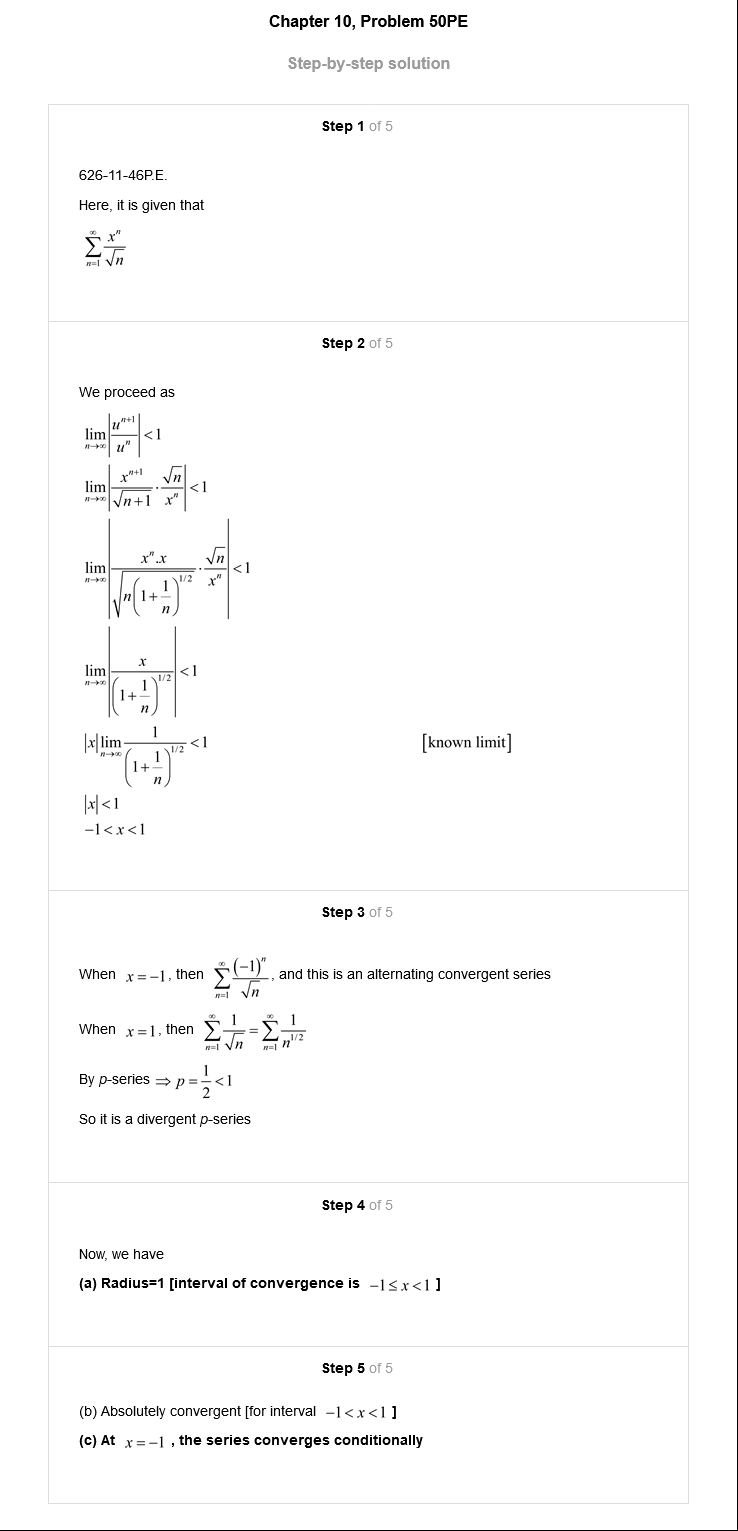 Chapter 10, Problem 50PE
Step-by-step solution
Step 1 of 5
626-11-46P.E.
Here, it is given that
\sum_{n=1}^{\infty} \frac{x^n}{\sqrt{n}}
Step 2 of 5
We proceed as
\lim_{n \to \infty} \left| \frac{u^{n+1}}{u^n} \right| < 1
\lim_{n \to \infty} \left| \frac{x^{n+1}}{\sqrt{n+1}} \cdot \frac{\sqrt{n}}{x^n} \right| < 1
\lim_{n \to \infty} \left| \frac{x^n.x}{\sqrt{n\left(1+\frac{1}{n}\right)^{1/2}}} \cdot \frac{\sqrt{n}}{x^n} \right| < 1
\lim_{n \to \infty} \left| \frac{x}{\left(1+\frac{1}{n}\right)^{1/2}} \right| < 1
|x| \lim_{n \to \infty} \frac{1}{\left(1+\frac{1}{n}\right)^{1/2}} < 1 [known limit]
|x| < 1
-1 < x < 1
Step 3 of 5
When x = -1, then \sum_{n=1}^{\infty} \frac{(-1)^n}{\sqrt{n}}, and this is an alternating convergent series
When x = 1, then \sum_{n=1}^{\infty} \frac{1}{\sqrt{n}} = \sum_{n=1}^{\infty} \frac{1}{n^{1/2}}
By p-series ⇒ p = \frac{1}{2} < 1
So it is a divergent p-series
Step 4 of 5
Now, we have
(a) Radius=1 [interval of convergence is -1 ≤ x < 1 ]
Step 5 of 5
(b) Absolutely convergent [for interval -1 < x < 1 ]
(c) At x = -1 , the series converges conditionally